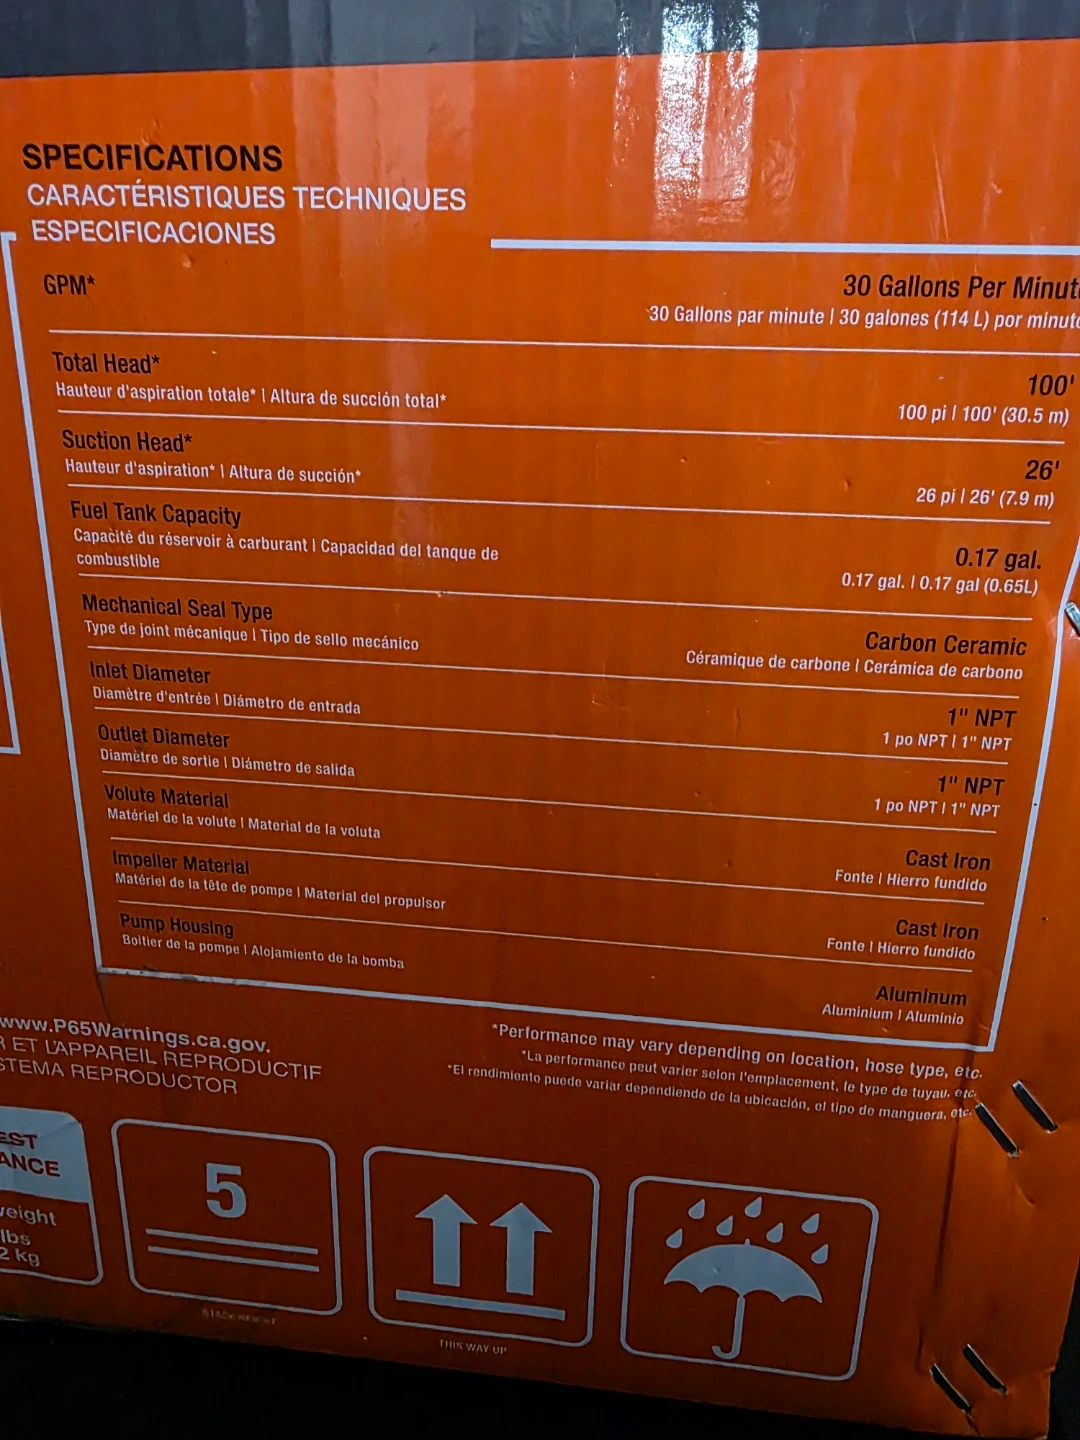 SPECIFICATIONS
CARACTÉRISTIQUES TECHNIQUES
ESPECIFICACIONES
GPM*
30 Gallons Per Minut
30 Gallons par minute | 30 galones (114 L) por minut
Total Head*
Hauteur d'aspiration totale* | Altura de succión total*
100'
100 pi | 100' (30.5 m)
Suction Head*
Hauteur d'aspiration* | Altura de succión*
26'
26 pi | 26' (7.9 m)
Fuel Tank Capacity
Capacité du réservoir à carburant | Capacidad del tanque de
combustible
0.17 gal.
0.17 gal. | 0.17 gal (0.65L)
Mechanical Seal Type
Type de joint mécanique | Tipo de sello mecánico
Carbon Ceramic
Céramique de carbone | Cerámica de carbono
Inlet Diameter
Diamètre d'entrée | Diámetro de entrada
1" NPT
1 po NPT | 1" NPT
Outlet Diameter
Diamètre de sortie | Diámetro de salida
1" NPT
1 po NPT | 1" NPT
Volute Material
Matériel de la volute | Material de la voluta
Cast Iron
Fonte | Hierro fundido
Impeller Material
Matériel de la tête de pompe | Material del propulsor
Cast Iron
Fonte | Hierro fundido
Pump Housing
Boîtier de la pompe | Alojamiento de la bomba
Aluminum
Aluminium | Aluminio
*Performance may vary depending on location, hose type, etc.
*La performance peut varier selon l'emplacement, le type de tuyau, etc.
*El rendimiento puede variar dependiendo de la ubicación, el tipo de manguera, etc.
www.P65Warnings.ca.gov.
R ET L'APPAREIL REPRODUCTIF
STEMA REPRODUCTOR
EST
ANCE
weight
lbs
2 kg
5
STACK HEIGHT
THIS WAY UP